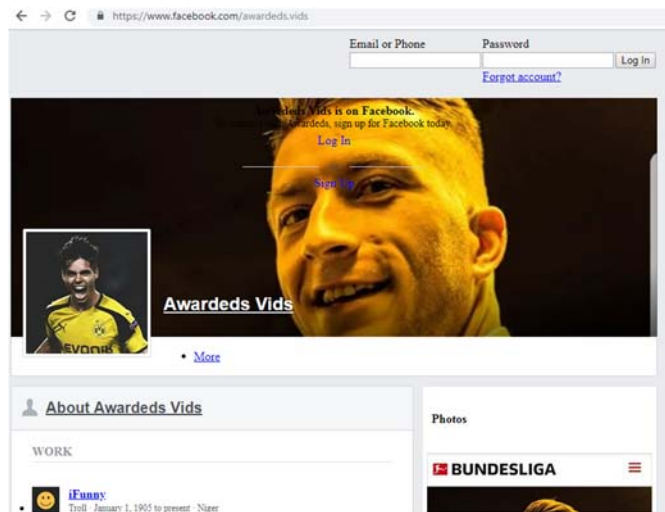 https://www.facebook.com/awardeds.vids
Email or Phone
Password
Log In
Forgot account?
Awardeds Vids is on Facebook.
Awardeds, sign up for Facebook today.
Log In
Sign Up
Awardeds Vids
More
About Awardeds Vids
Photos
WORK
BUNDESLIGA
iFunny
Troll · January 1, 1905 to present · Niger